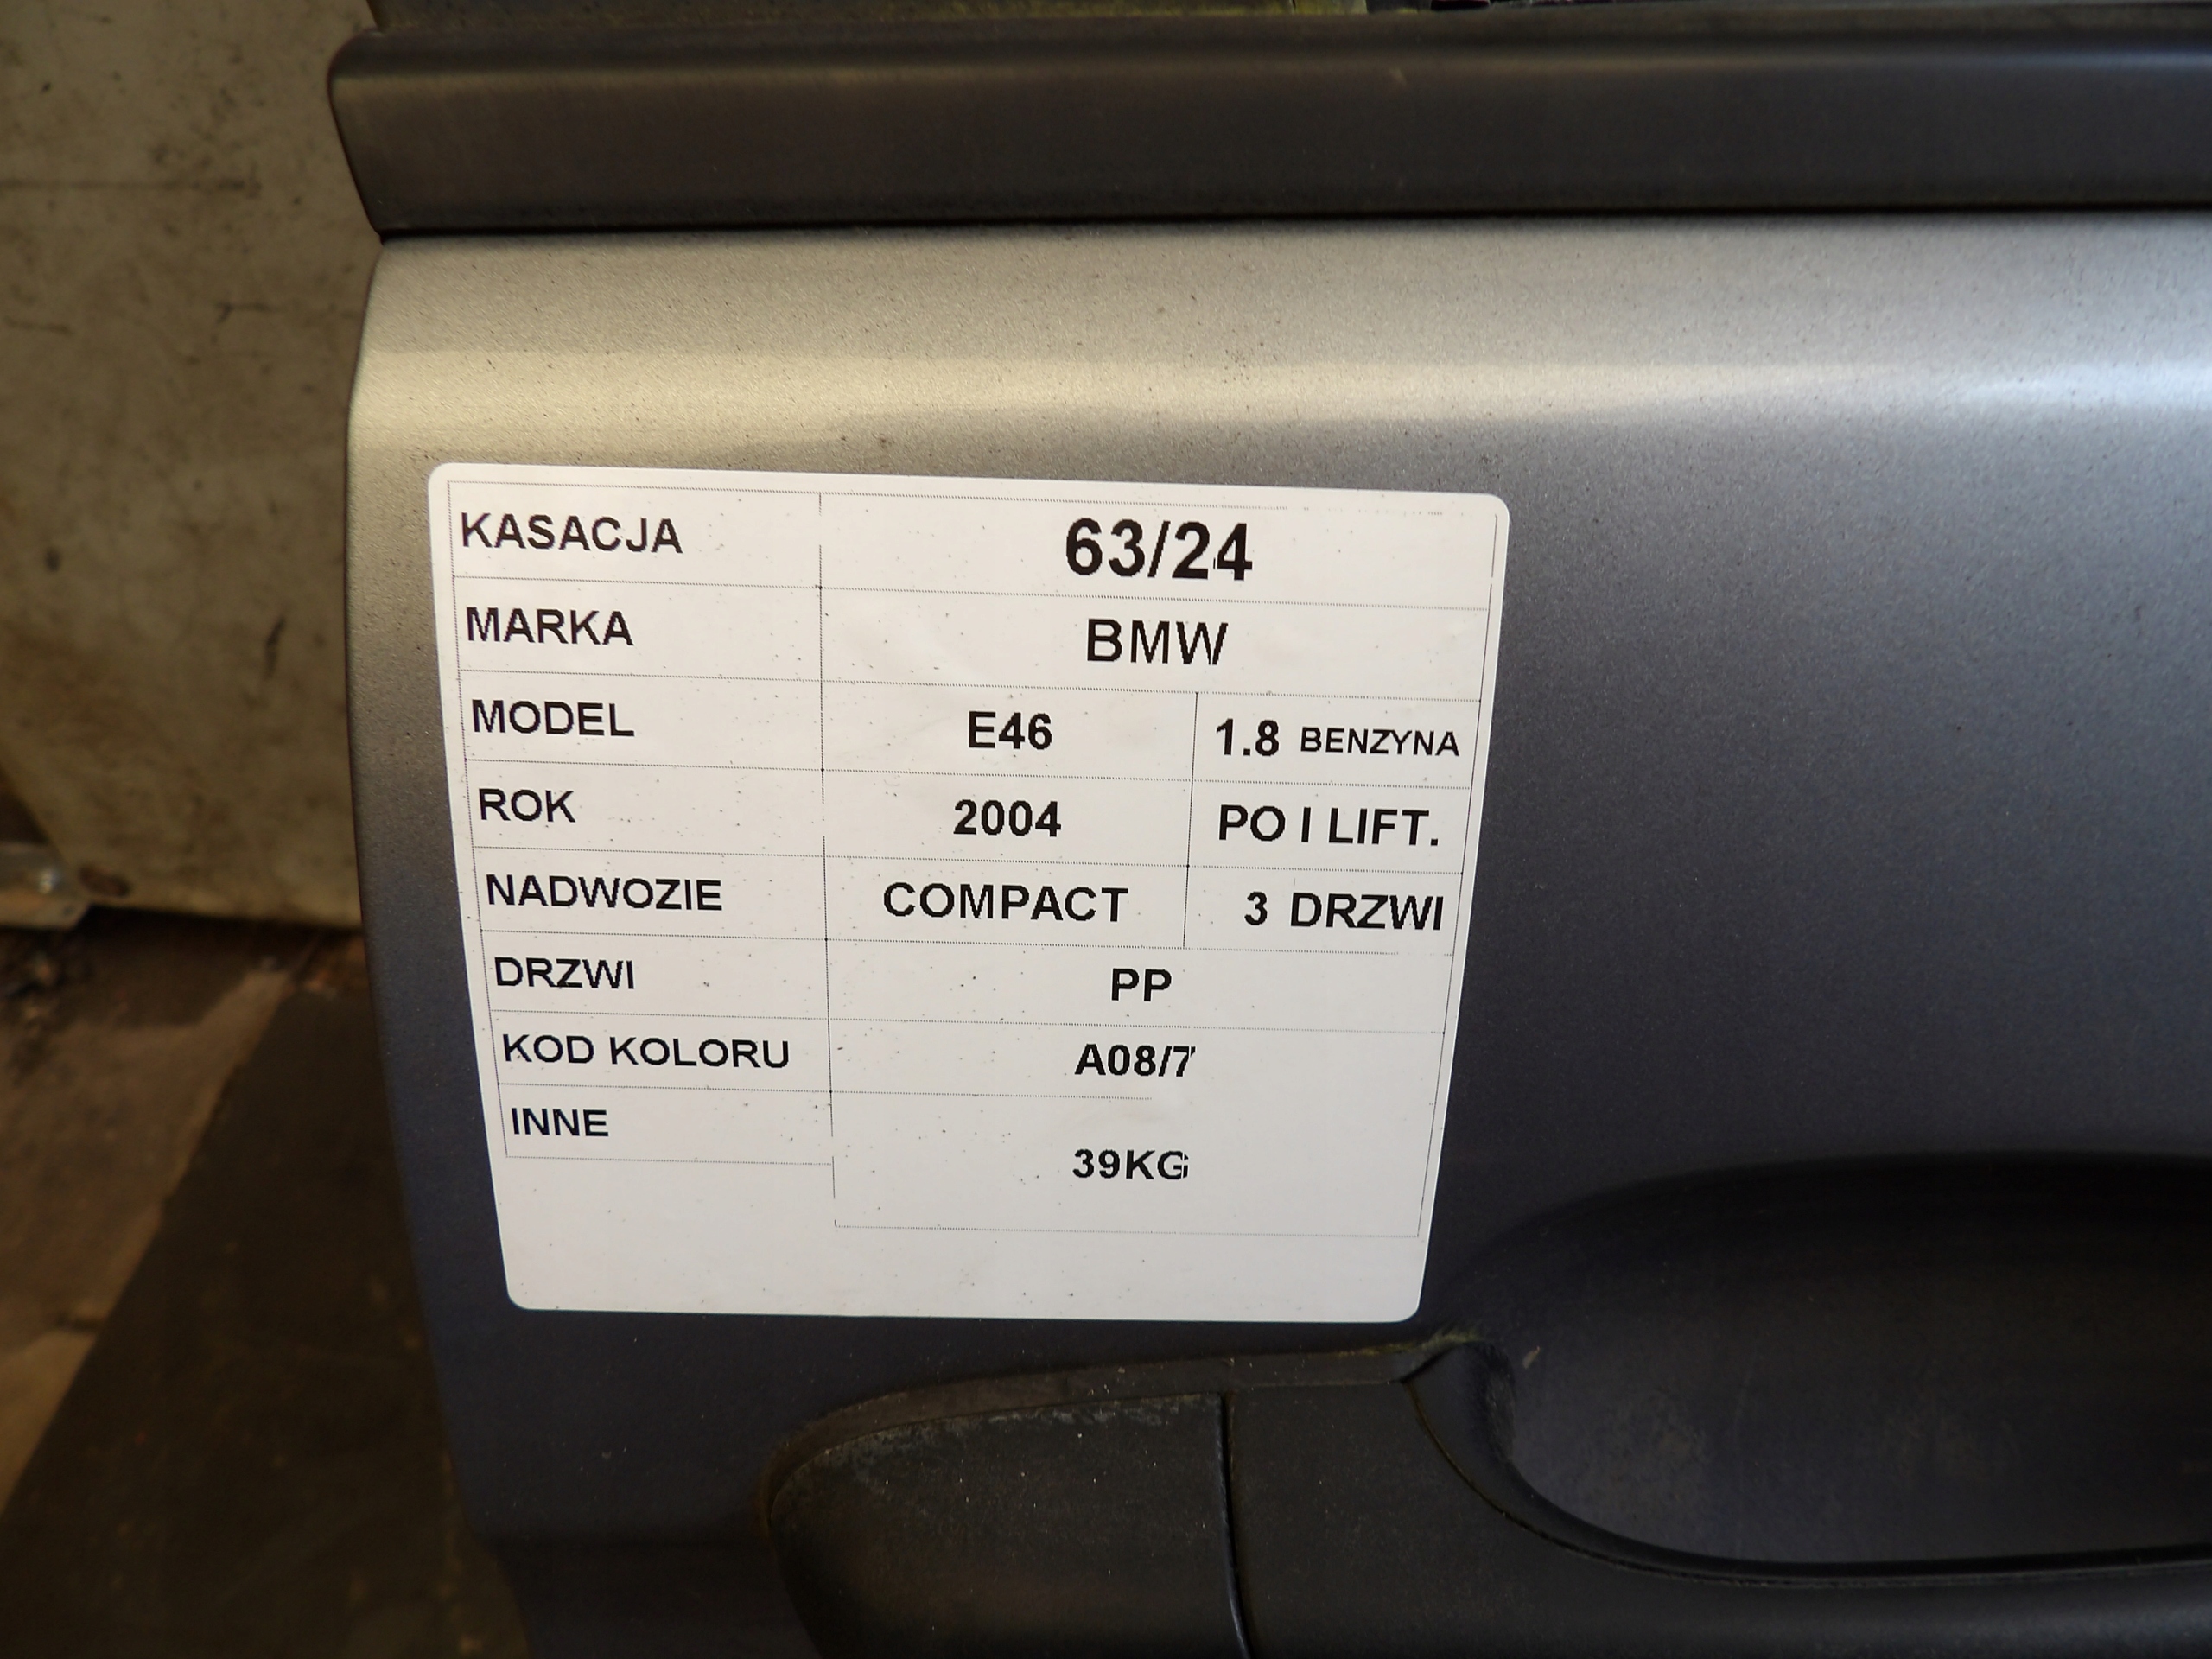 KASACJA 63/24
MARKA BMW
MODEL E46 1.8 BENZYNA
ROK 2004 PO I LIFT.
NADWOZIE COMPACT 3 DRZWI
DRZWI PP
KOD KOLORU A08/7
INNE 39KG